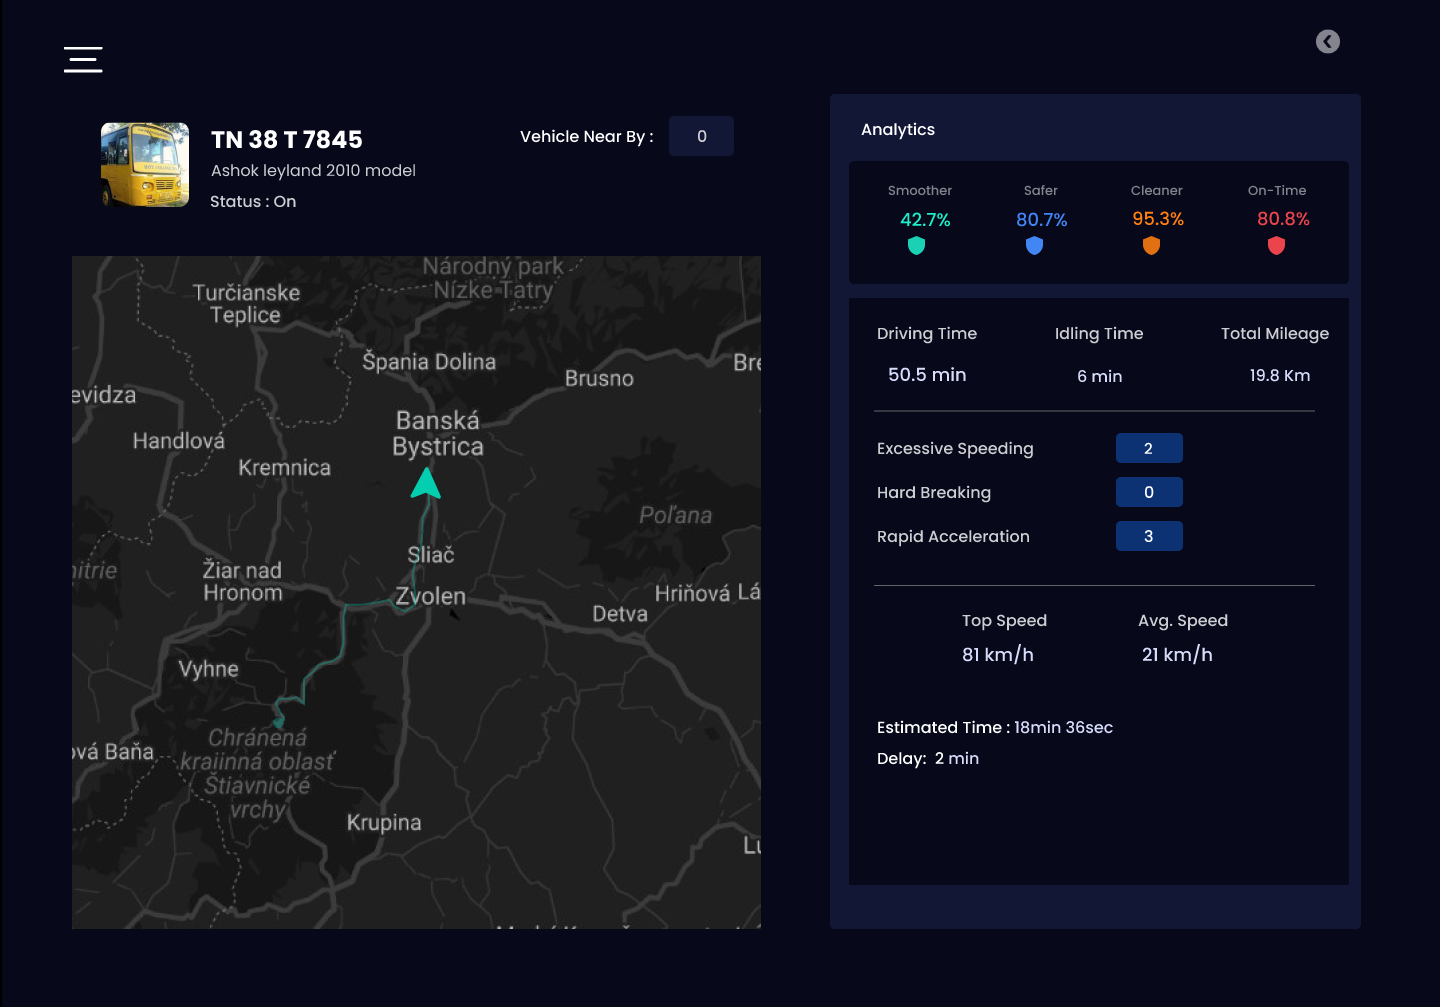 TN 38 T 7845
Ashok leyland 2010 model
Status : On
Vehicle Near By :
0
Národný park
Nízke Tatry
Turčianske
Teplice
Špania Dolina
Brusno
Bre
evidza
Banská
Bystrica
Handlová
Kremnica
Poľana
Sliač
nitrie
Žiar nad
Hronom
Zvolen
Hriňová
Lá
Detva
Vyhne
Chránená
kraiinná oblasť
Štiavnické
vrchy
ová Baňa
Krupina
Lu
Analytics
Smoother
Safer
Cleaner
On-Time
42.7%
80.7%
95.3%
80.8%
Driving Time
Idling Time
Total Mileage
50.5 min
6 min
19.8 Km
Excessive Speeding
2
Hard Breaking
0
Rapid Acceleration
3
Top Speed
Avg. Speed
81 km/h
21 km/h
Estimated Time : 18min 36sec
Delay: 2 min